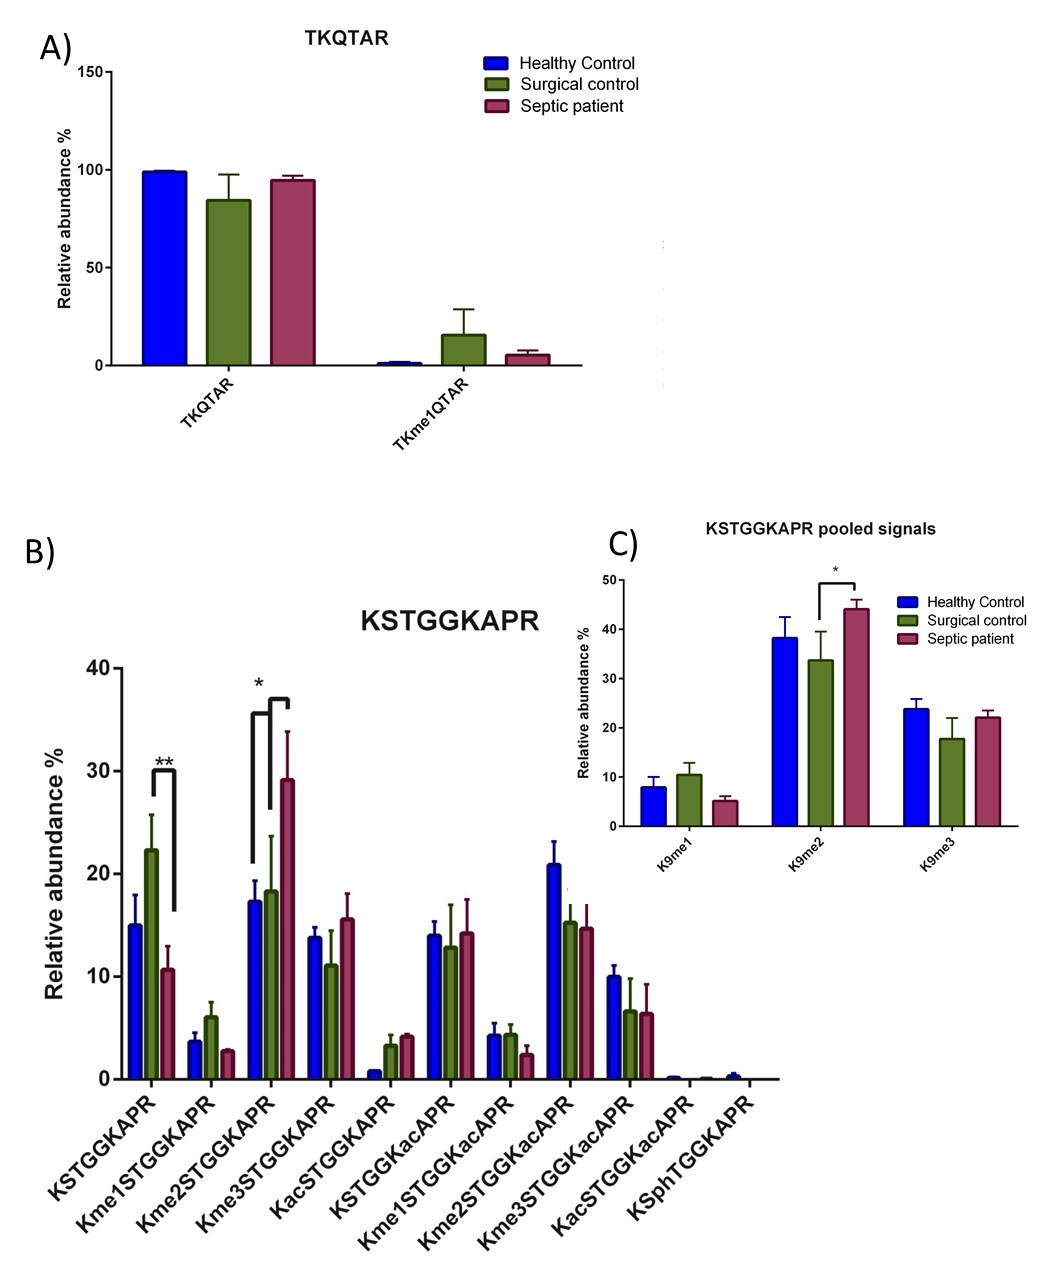 A)
TKQTAR
Healthy Control
Surgical control
Septic patient
Relative abundance %
150
100
50
0
TKQTAR
TKme1QTAR
B)
KSTGGKAPR
*
**
Relative abundance %
40
30
20
10
0
KSTGGKAPR
Kme1STGGKAPR
Kme2STGGKAPR
Kme3STGGKAPR
KacSTGGKAPR
KSTGGKacAPR
Kme1STGGKacAPR
Kme2STGGKacAPR
Kme3STGGKacAPR
KacSTGGKacAPR
KSphTGGKAPR
C)
KSTGGKAPR pooled signals
*
Healthy Control
Surgical control
Septic patient
Relative abundance %
50
40
30
20
10
0
K9me1
K9me2
K9me3